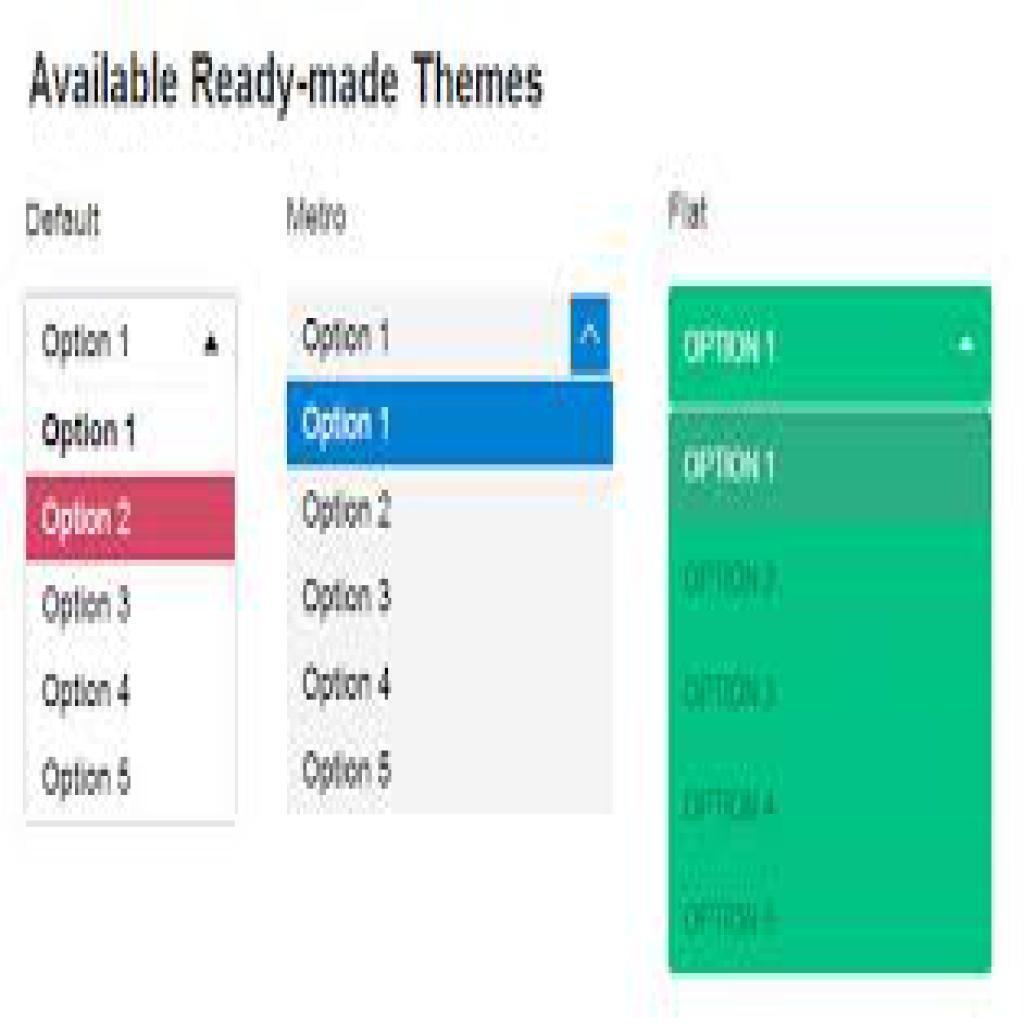 Available Ready-made Themes
Default
Option 1
Option 1
Option 2
Option 3
Option 4
Option 5
Metro
Option 1
Option 1
Option 2
Option 3
Option 4
Option 5
Flat
OPTION 1
OPTION 1
OPTION 2
OPTION 3
OPTION 4
OPTION 5